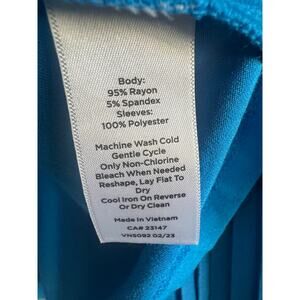 Body:
95% Rayon
5% Spandex
Sleeves:
100% Polyester
Machine Wash Cold
Gentle Cycle
Only Non-Chlorine
Bleach When Needed
Reshape, Lay Flat To
Dry
Cool Iron On Reverse
Or Dry Clean
Made In Vietnam
CA# 23147
VNS092 02/23